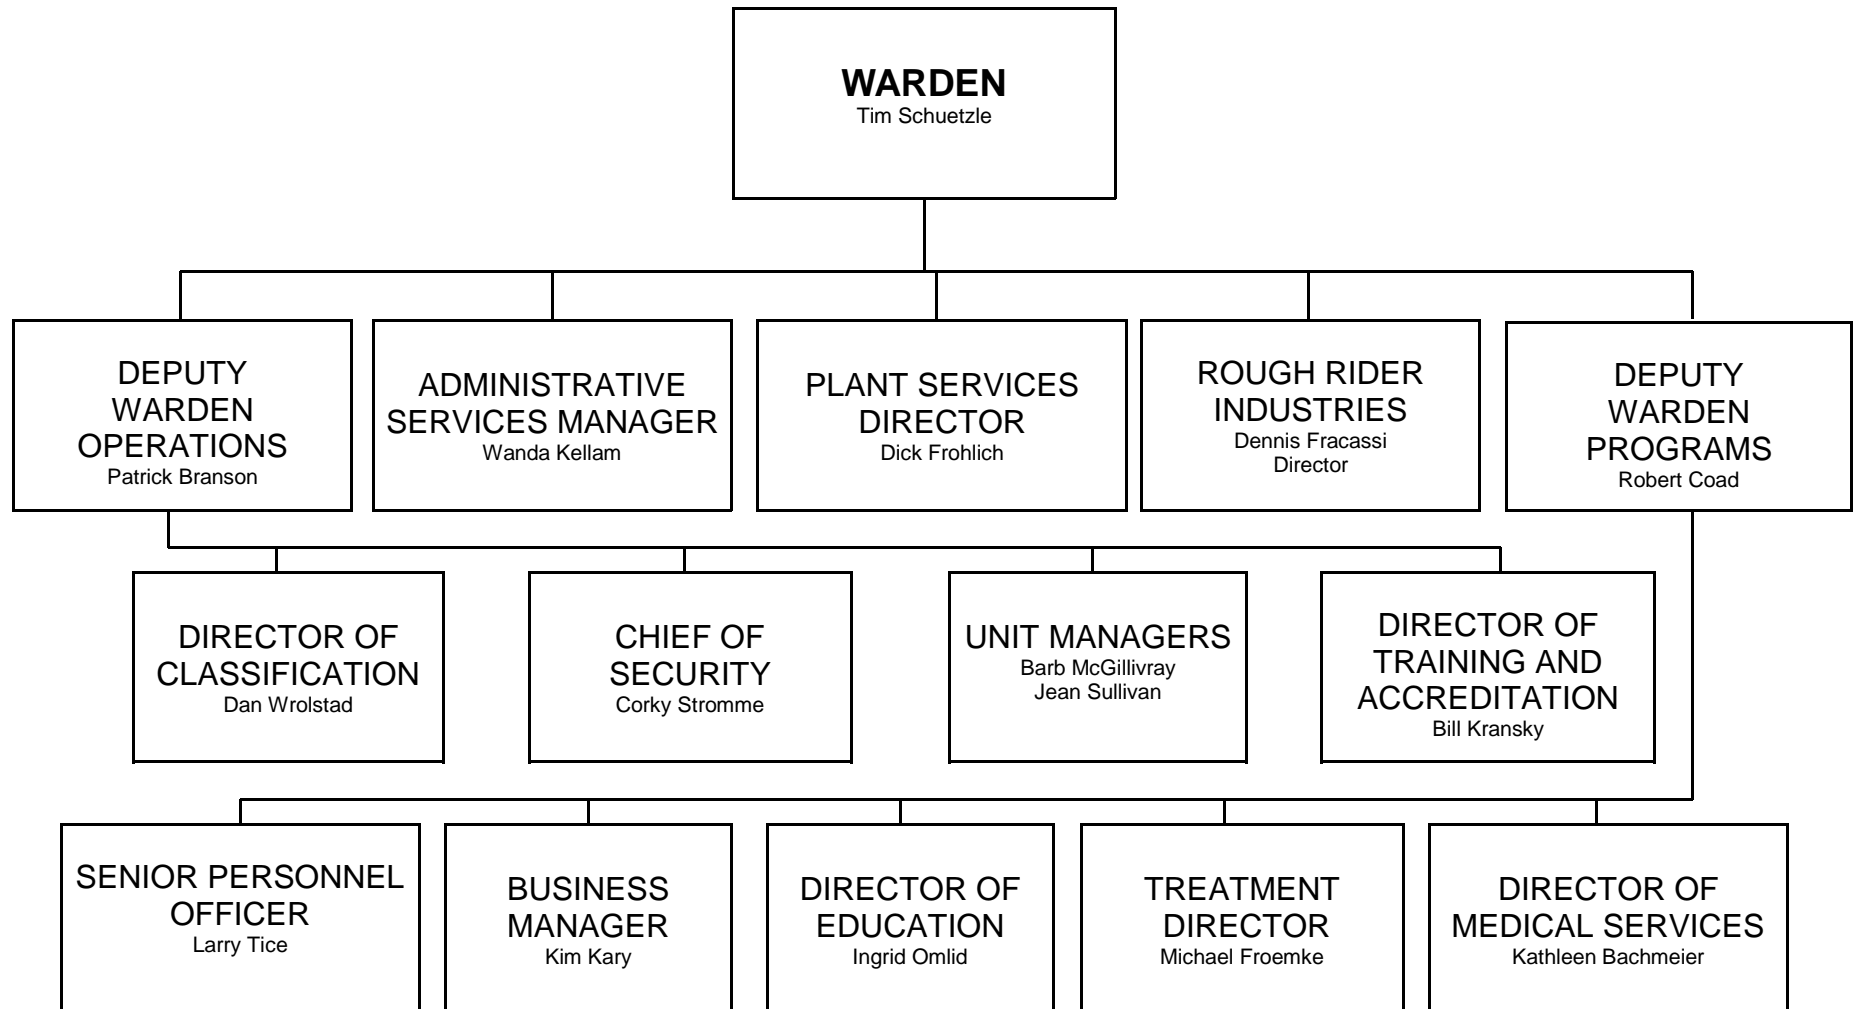 WARDEN
Tim Schuetzle
DEPUTY
WARDEN
OPERATIONS
Patrick Branson
ADMINISTRATIVE
SERVICES MANAGER
Wanda Kellam
PLANT SERVICES
DIRECTOR
Dick Frohlich
ROUGH RIDER
INDUSTRIES
Dennis Fracassi
Director
DEPUTY
WARDEN
PROGRAMS
Robert Coad
DIRECTOR OF
CLASSIFICATION
Dan Wrolstad
CHIEF OF
SECURITY
Corky Stromme
UNIT MANAGERS
Barb McGillivray
Jean Sullivan
DIRECTOR OF
TRAINING AND
ACCREDITATION
Bill Kransky
SENIOR PERSONNEL
OFFICER
Larry Tice
BUSINESS
MANAGER
Kim Kary
DIRECTOR OF
EDUCATION
Ingrid Omlid
TREATMENT
DIRECTOR
Michael Froemke
DIRECTOR OF
MEDICAL SERVICES
Kathleen Bachmeier